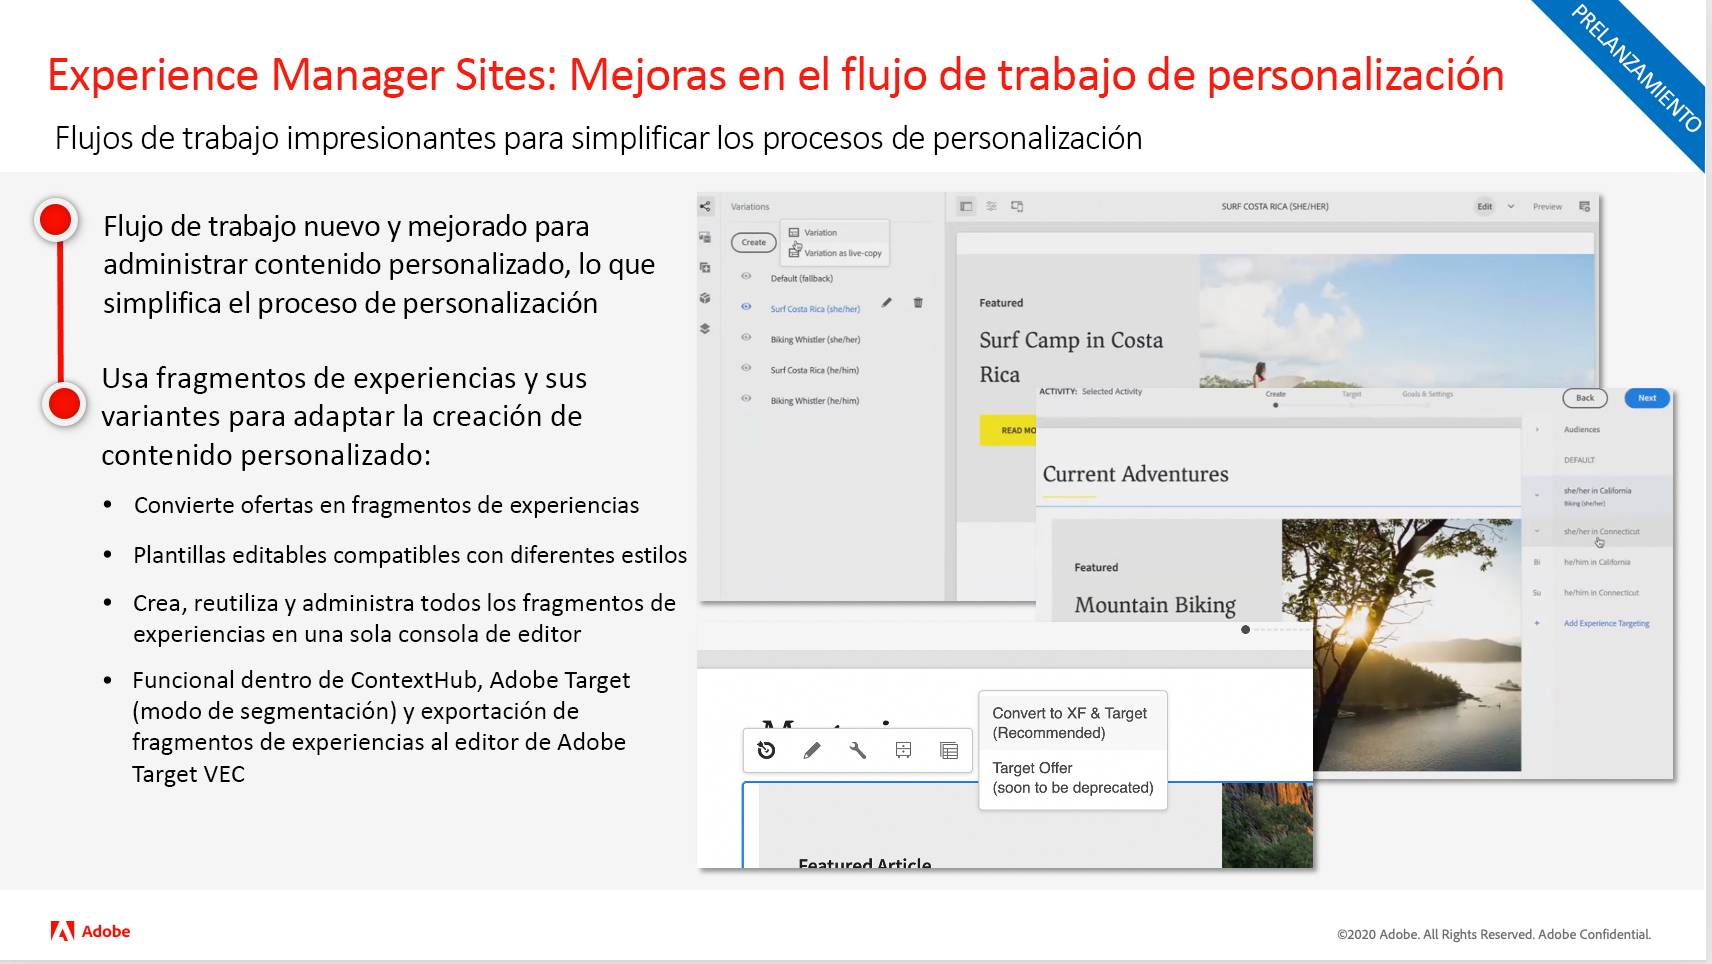 PRELANZAMIENTO
Experience Manager Sites: Mejoras en el flujo de trabajo de personalización
Flujos de trabajo impresionantes para simplificar los procesos de personalización
Flujo de trabajo nuevo y mejorado para
administrar contenido personalizado, lo que
simplifica el proceso de personalización
Usa fragmentos de experiencias y sus
variantes para adaptar la creación de
contenido personalizado:
• Convierte ofertas en fragmentos de experiencias
• Plantillas editables compatibles con diferentes estilos
• Crea, reutiliza y administra todos los fragmentos de
experiencias en una sola consola de editor
• Funcional dentro de ContextHub, Adobe Target
(modo de segmentación) y exportación de
fragmentos de experiencias al editor de Adobe
Target VEC
Variations
Create
Variation
Variation as live-copy
Default (fallback)
Surf Costa Rica (she/her)
Biking Whistler (she/her)
Surf Costa Rica (he/him)
Biking Whistler (he/him)
SURF COSTA RICA (SHE/HER)
Edit
Preview
Featured
Surf Camp in Costa
Rica
READ MO
ACTIVITY: Selected Activity
Create
Target
Goals & Settings
Back
Next
Current Adventures
Featured
Mountain Biking
Audiences
DEFAULT
she/her in California
Biking (she/her)
she/her in Connecticut
Bi he/him in California
Su he/him in Connecticut
+ Add Experience Targeting
Convert to XF & Target
(Recommended)
Target Offer
(soon to be deprecated)
Featured Article
Adobe
©2020 Adobe. All Rights Reserved. Adobe Confidential.